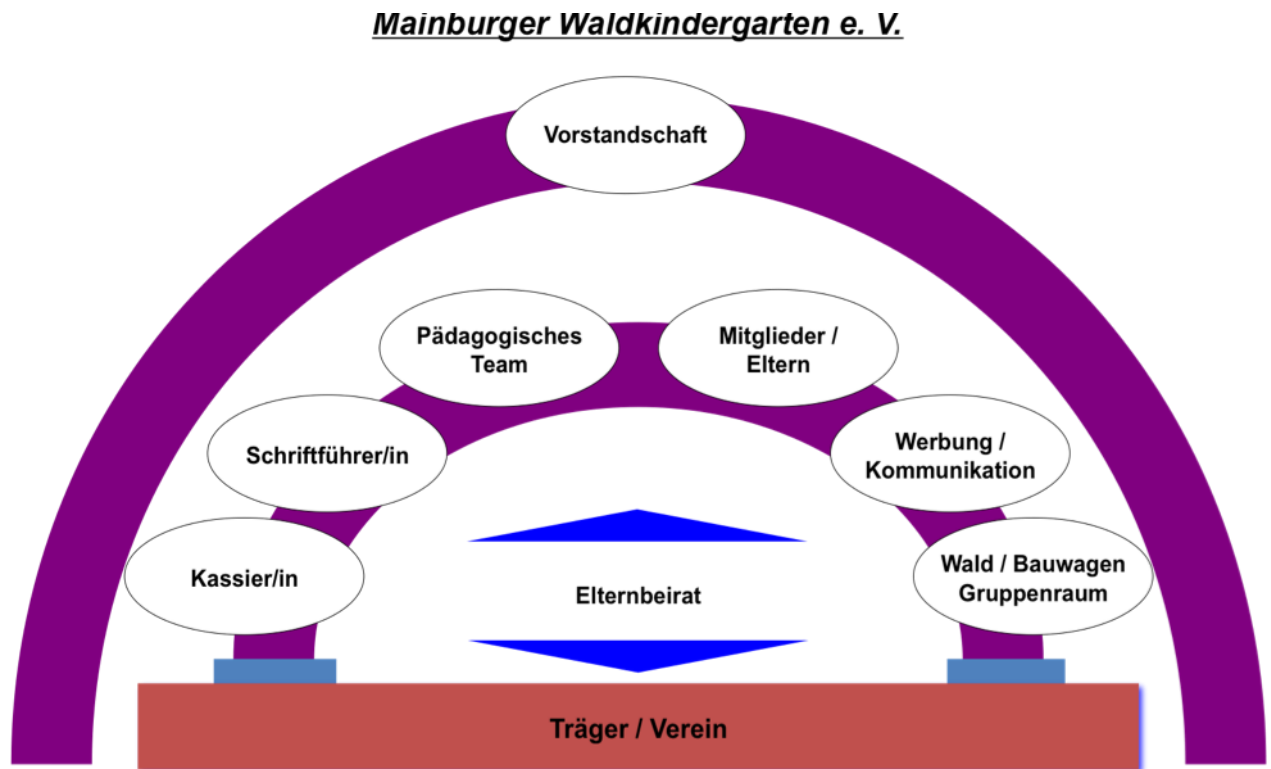 Mainburger Waldkindergarten e. V.
Vorstandschaft
Pädagogisches
Team
Mitglieder /
Eltern
Schriftführer/in
Werbung /
Kommunikation
Kassier/in
Wald / Bauwagen
Gruppenraum
Elternbeirat
Träger / Verein